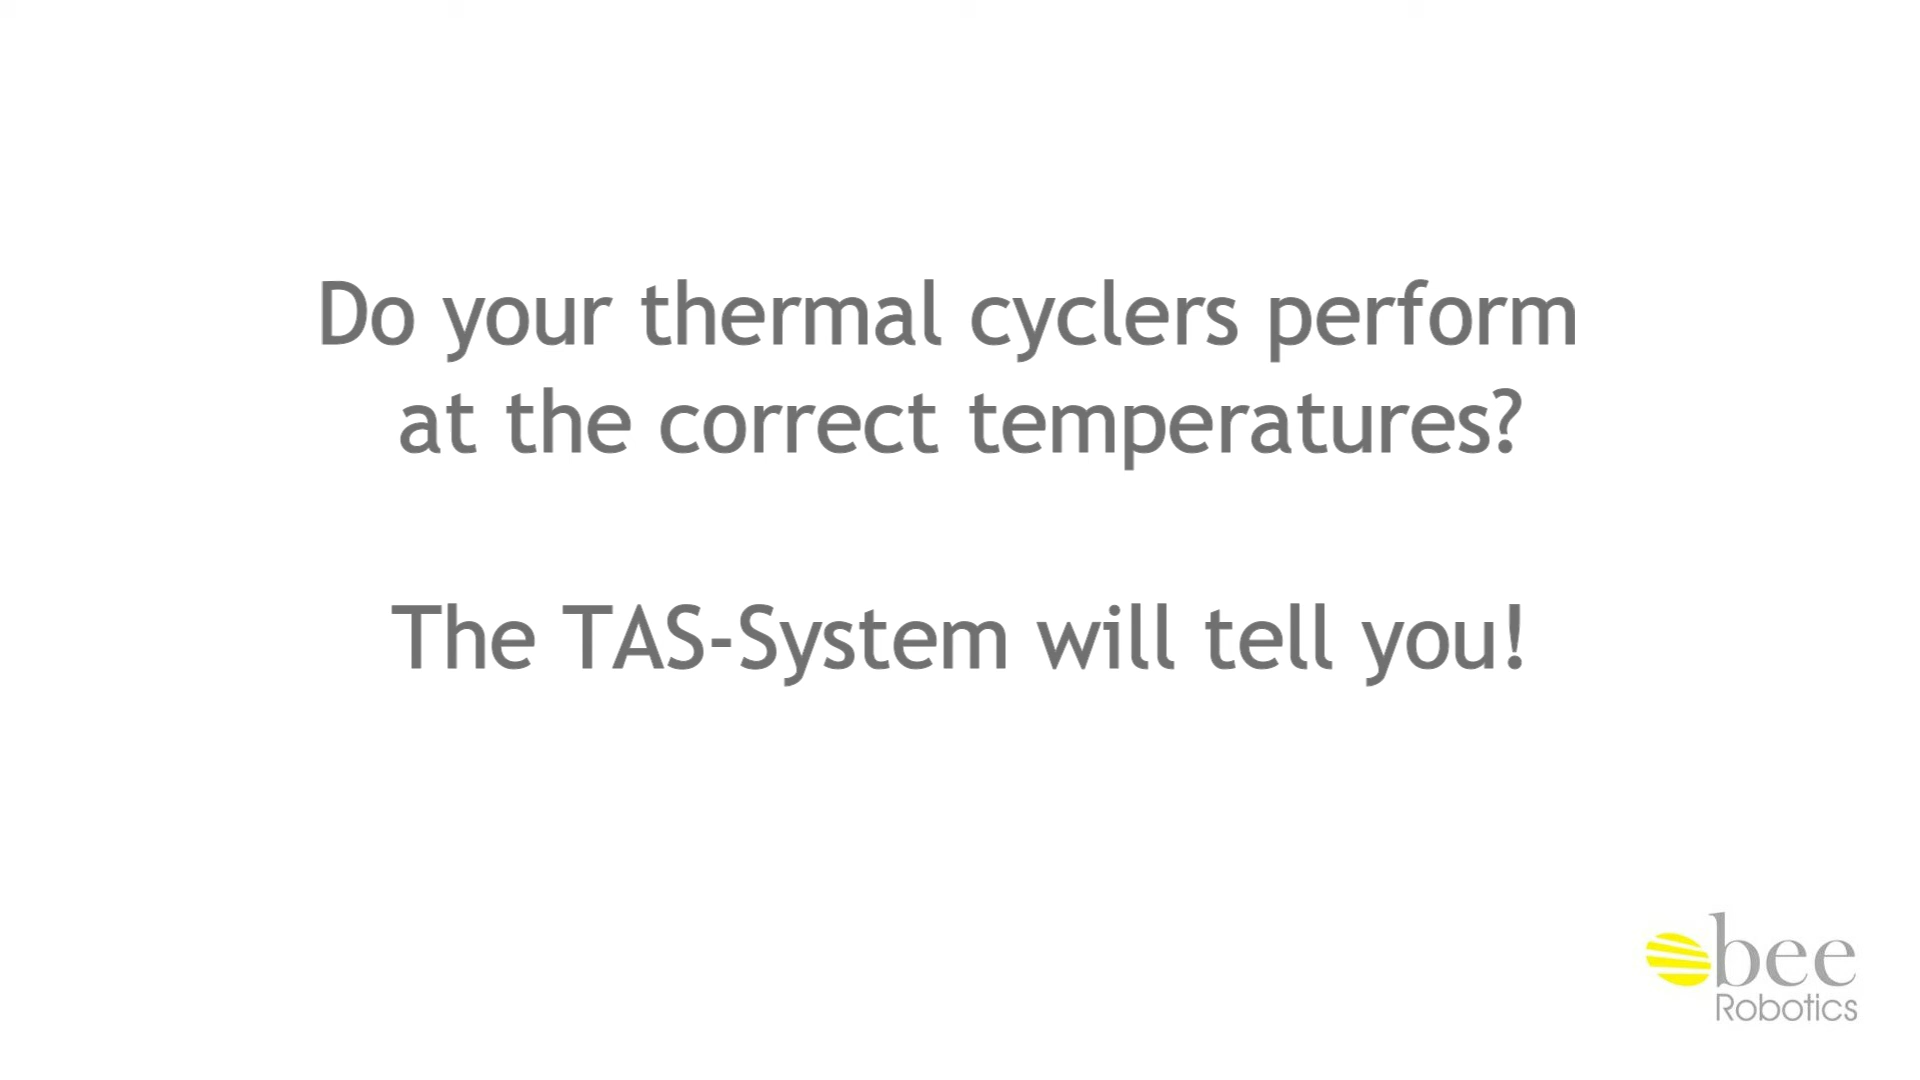 Do your thermal cyclers perform
at the correct temperatures?
The TAS-System will tell you!
bee
Robotics